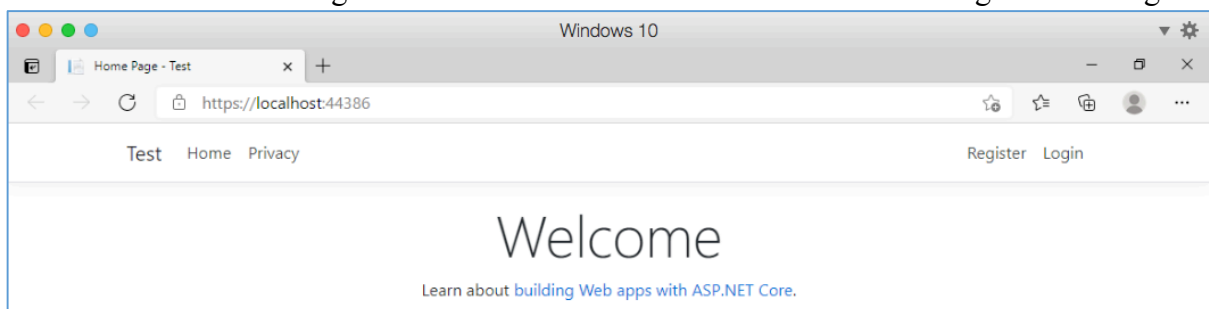 Windows 10
Home Page - Test
https://localhost:44386
Test Home Privacy Register Login
Welcome
Learn about building Web apps with ASP.NET Core.